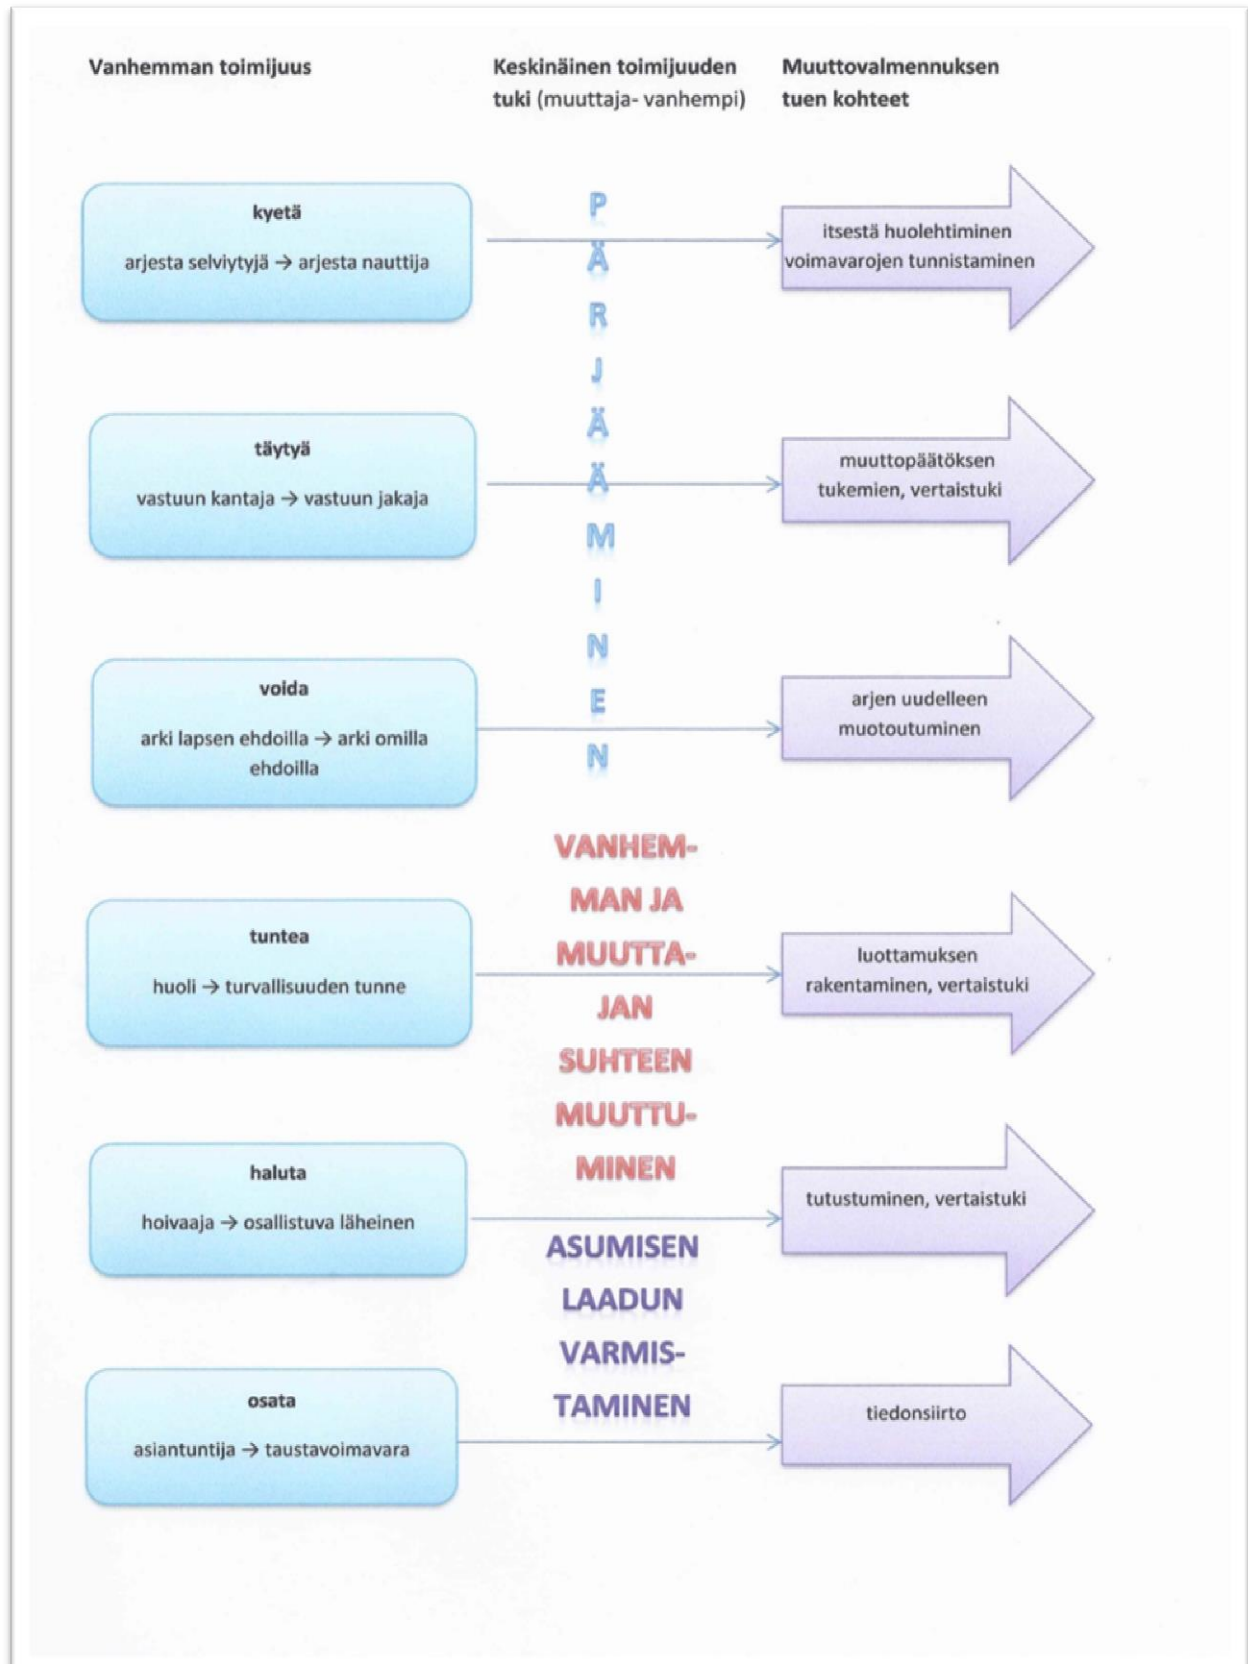 Vanhemman toimijuus
Keskinäinen toimijuuden
tuki (muuttaja- vanhempi)
Muuttovalmennuksen
tuen kohteet
kyetä
arjesta selviytyjä → arjesta nauttija
itsestä huolehtiminen
voimavarojen tunnistaminen
täytyä
vastuun kantaja → vastuun jakaja
muuttopäätöksen
tukemien, vertaistuki
voida
arki lapsen ehdoilla → arki omilla
ehdoilla
arjen uudelleen
muotoutuminen
tuntea
huoli → turvallisuuden tunne
luottamuksen
rakentaminen, vertaistuki
haluta
hoivaaja → osallistuva läheinen
tutustuminen, vertaistuki
osata
asiantuntija → taustavoimavara
tiedonsiirto
P
Ä
R
J
Ä
Ä
M
I
N
E
N
VANHEM-
MAN JA
MUUTTA-
JAN
SUHTEEN
MUUTTU-
MINEN
ASUMISEN
LAADUN
VARMIS-
TAMINEN